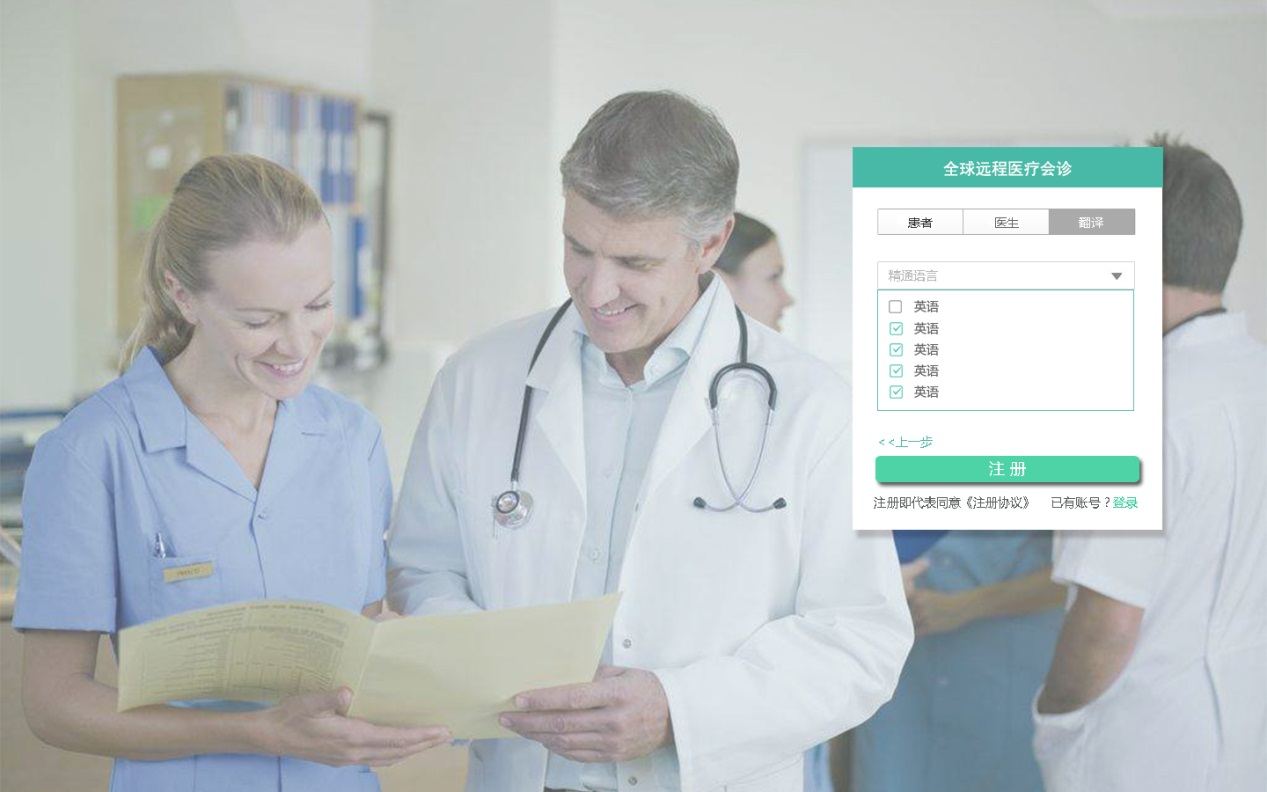 全球远程医疗会诊
患者 医生 翻译
精通语言
英语
英语
英语
英语
英语
<<上一步
注 册
注册即代表同意《注册协议》 已有账号？登录